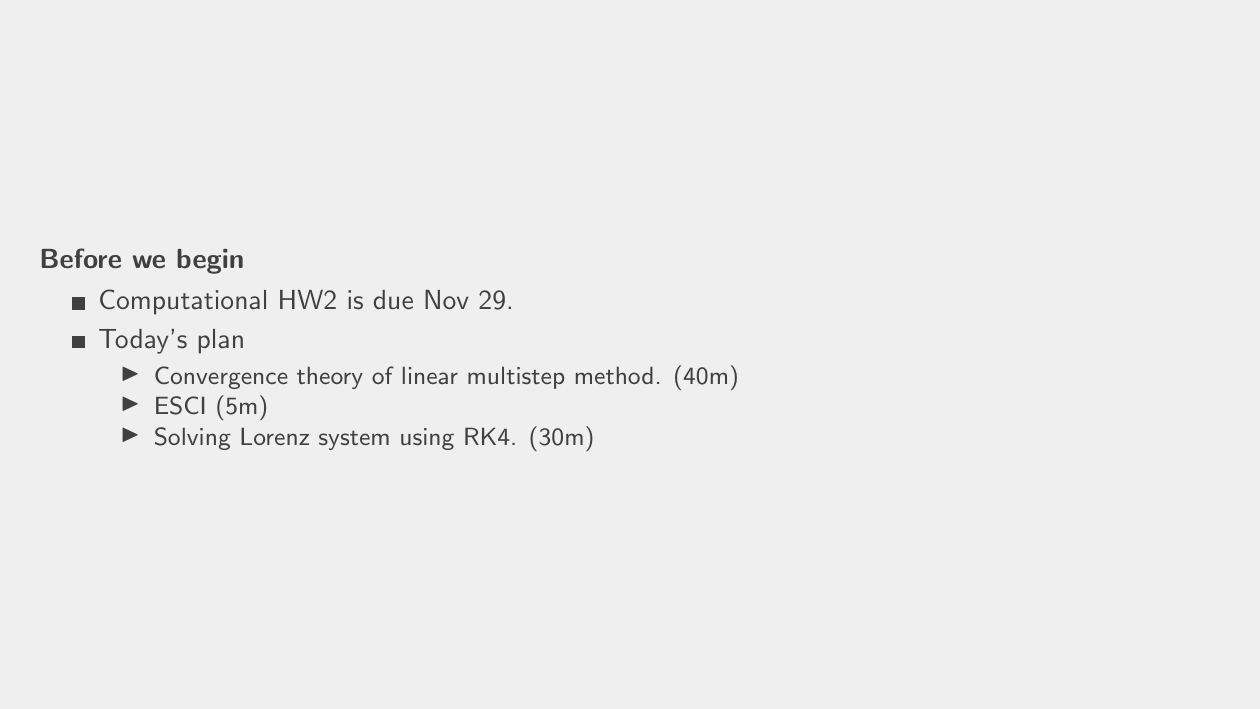 Before we begin
Computational HW2 is due Nov 29.
Today's plan
Convergence theory of linear multistep method. (40m)
ESCI (5m)
Solving Lorenz system using RK4. (30m)